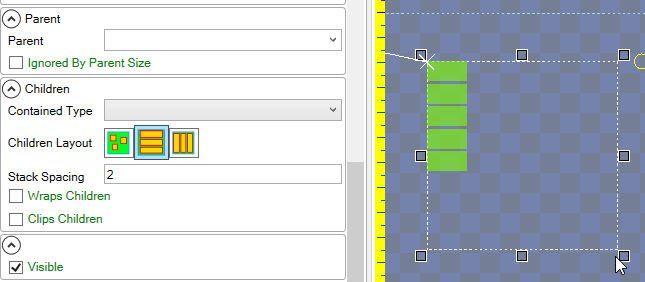 Parent
Parent
Ignored By Parent Size
Children
Contained Type
Children Layout
Stack Spacing 2
Wraps Children
Clips Children
Visible